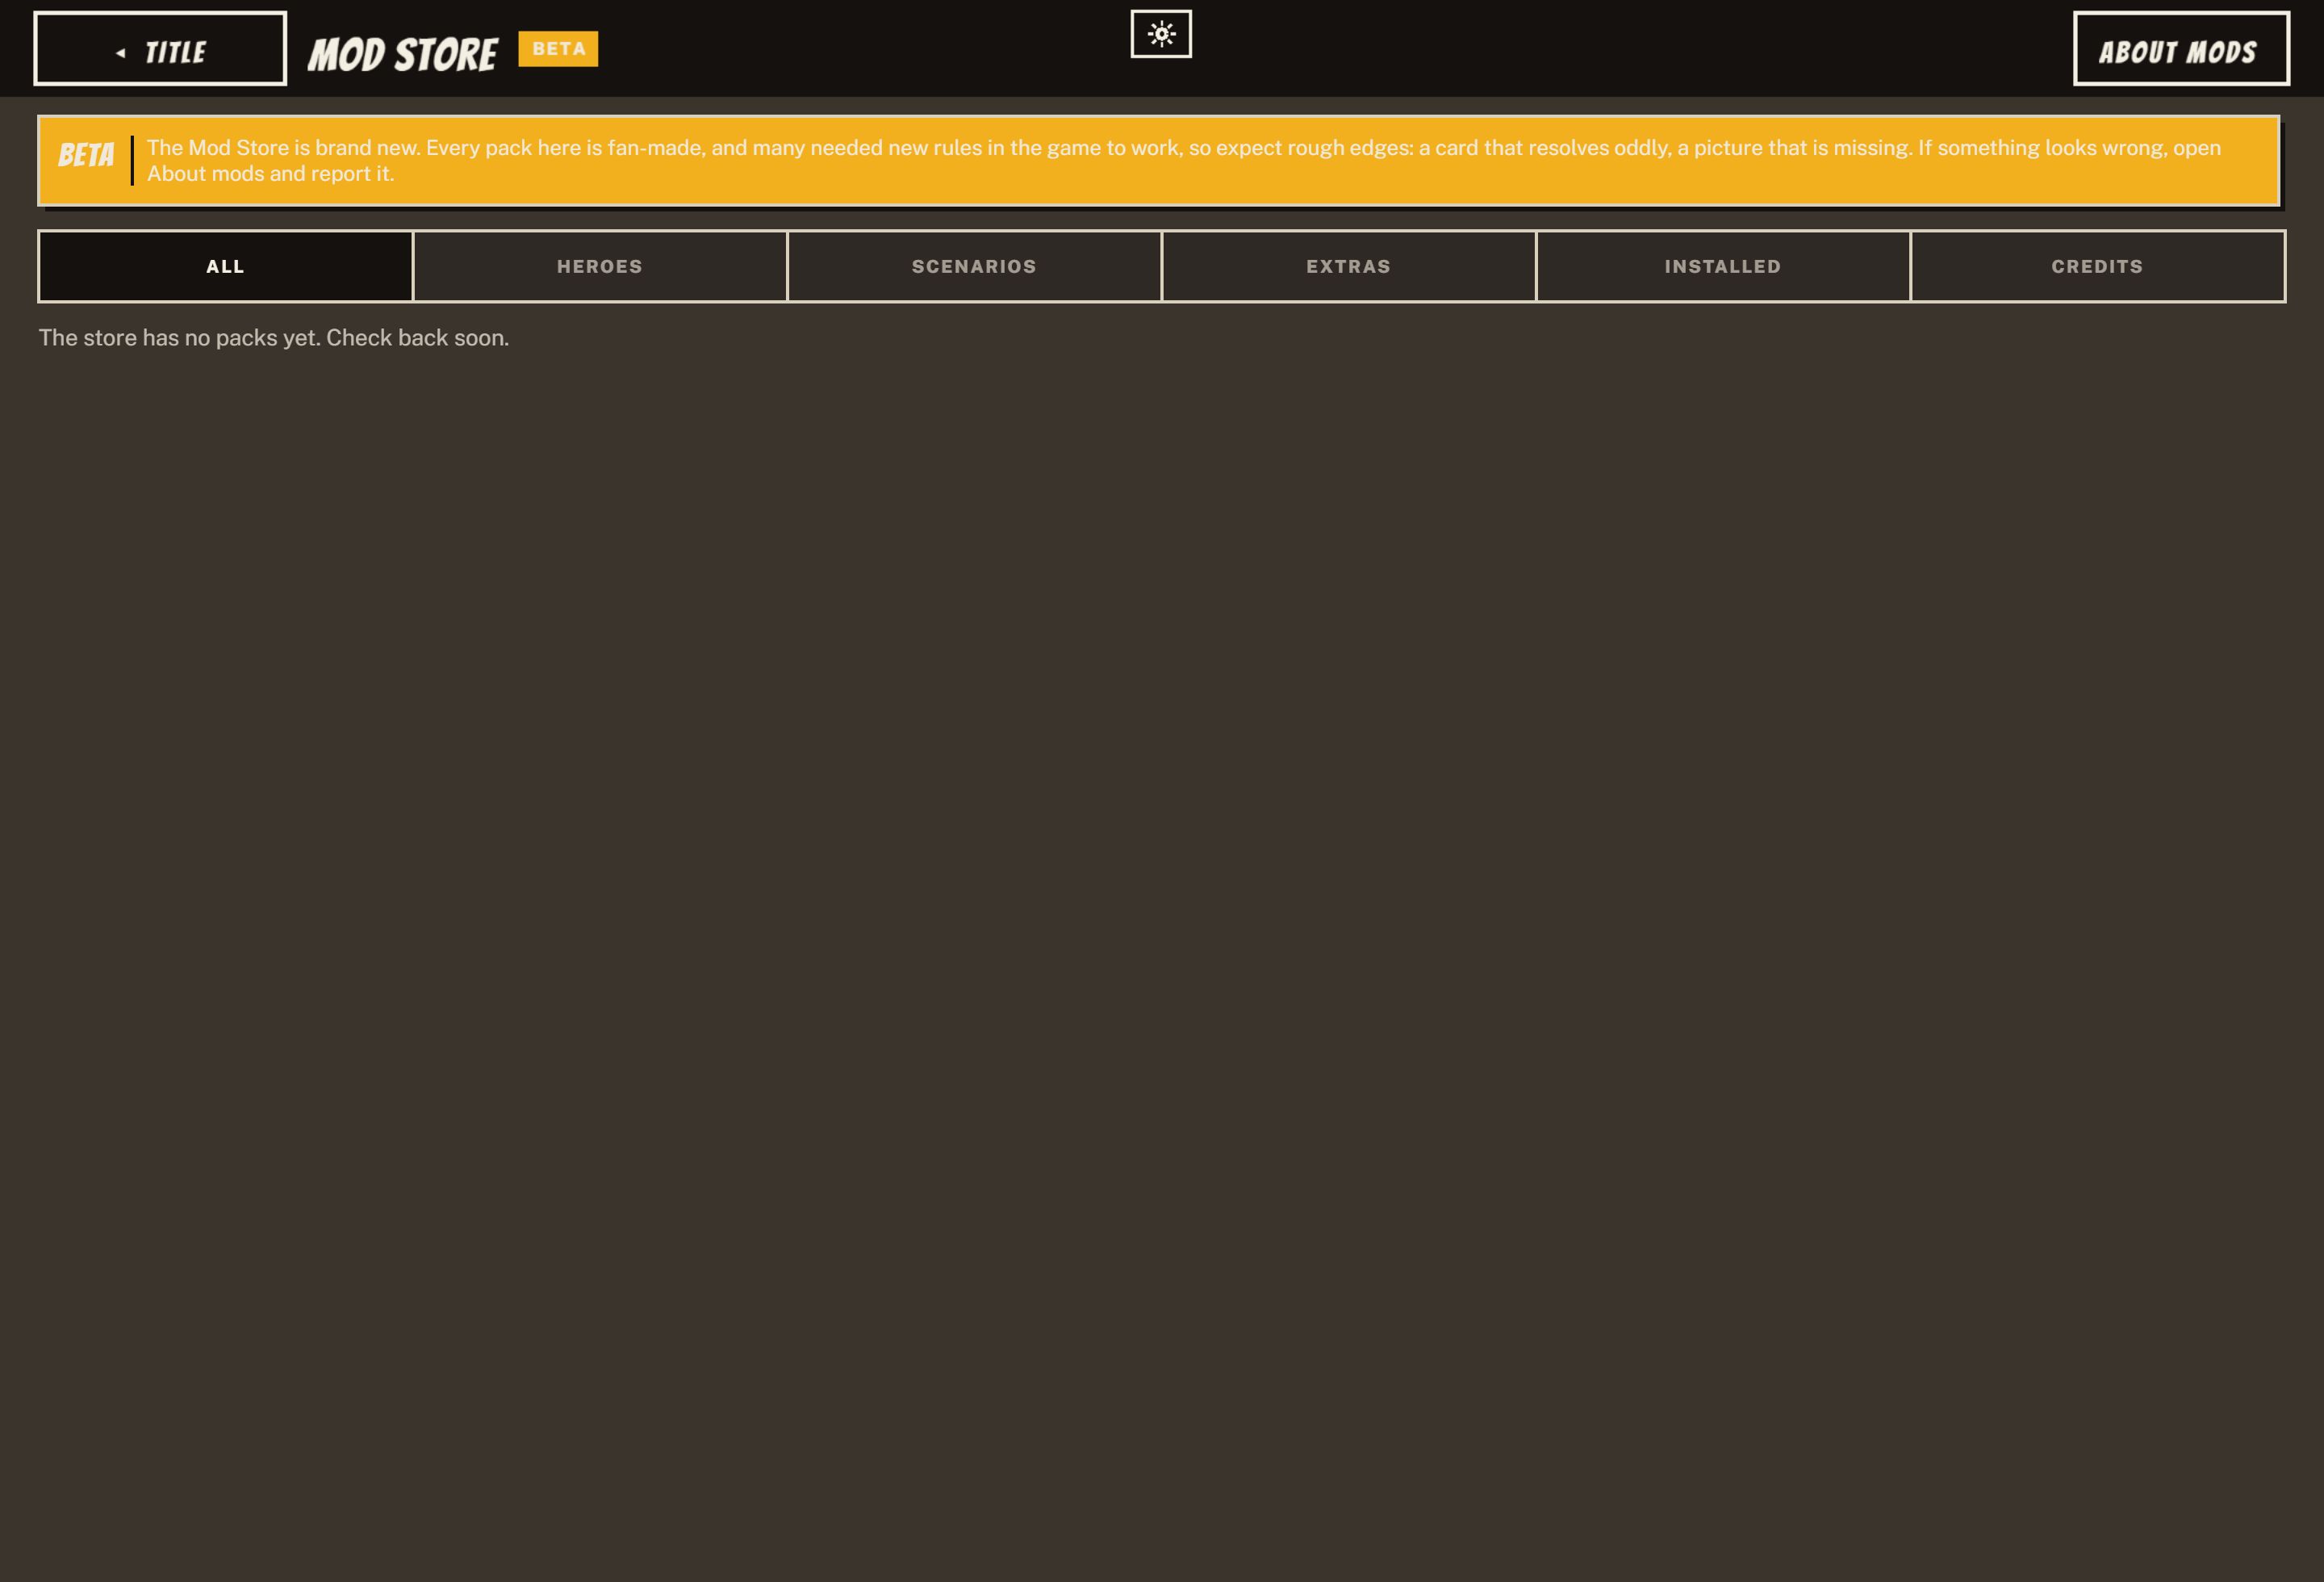 ◂ TITLE
MOD STORE
BETA
ABOUT MODS
BETA
The Mod Store is brand new. Every pack here is fan-made, and many needed new rules in the game to work, so expect rough edges: a card that resolves oddly, a picture that is missing. If something looks wrong, open
About mods and report it.
ALL
HEROES
SCENARIOS
EXTRAS
INSTALLED
CREDITS
The store has no packs yet. Check back soon.